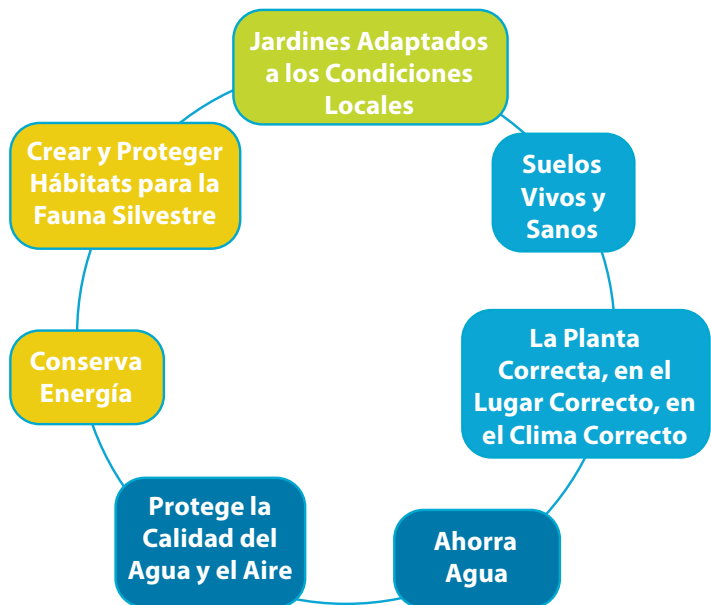 Jardines Adaptados
a los Condiciones
Locales
Suelos
Vivos y
Sanos
La Planta
Correcta, en el
Lugar Correcto, en
el Clima Correcto
Ahorra
Agua
Protege la
Calidad del
Agua y el Aire
Conserva
Energía
Crear y Proteger
Hábitats para la
Fauna Silvestre